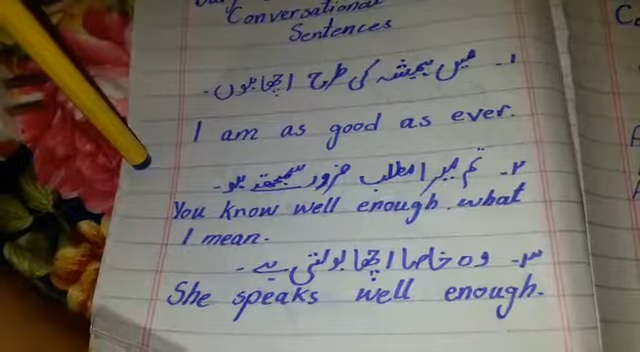 Conversational
Sentences
۱۔ میں ہمیشہ کی طرح اچھا ہوں۔
I am as good as ever.
۲۔ تم میرا مطلب ضرور سمجھتے ہو۔
You know well enough what
I mean.
۳۔ وہ خاصا اچھا بولتی ہے۔
She speaks well enough.